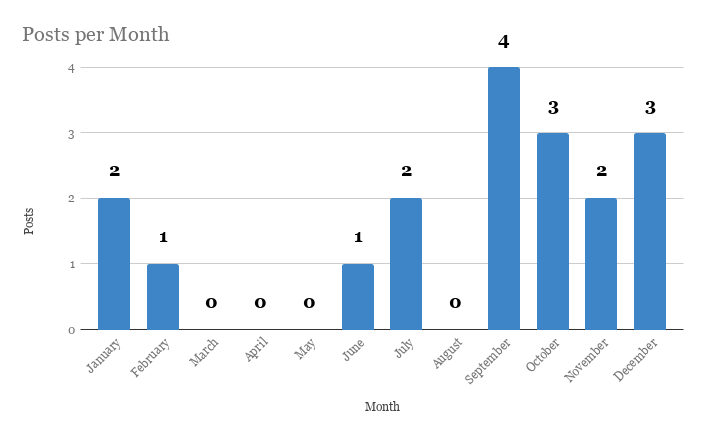 Posts per Month
4
4
3
3
3
2
2
2
2
1
1
1
0
0
0
0
0
Posts
January
February
March
April
May
June
July
August
September
October
November
December
Month